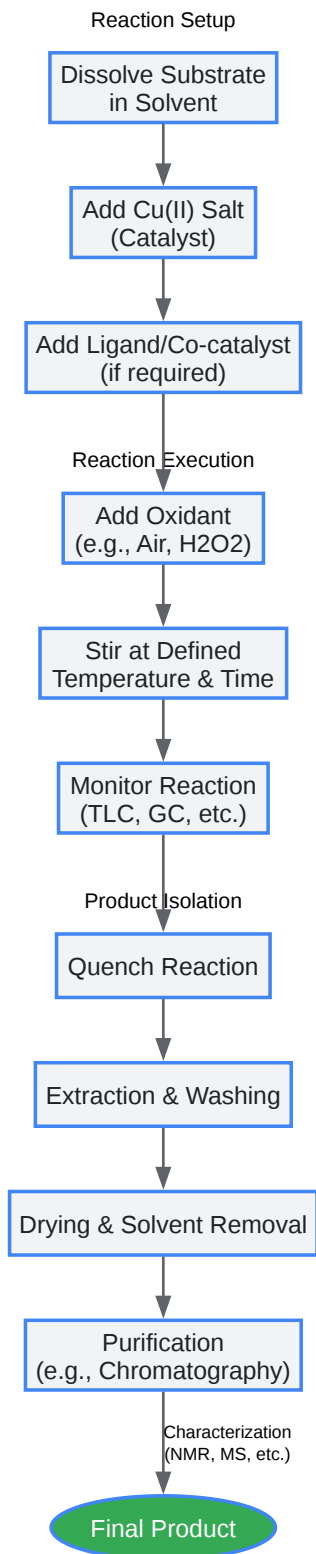 Reaction Setup
Dissolve Substrate
in Solvent
Add Cu(II) Salt
(Catalyst)
Add Ligand/Co-catalyst
(if required)
Reaction Execution
Add Oxidant
(e.g., Air, H2O2)
Stir at Defined
Temperature & Time
Monitor Reaction
(TLC, GC, etc.)
Product Isolation
Quench Reaction
Extraction & Washing
Drying & Solvent Removal
Purification
(e.g., Chromatography)
Characterization
(NMR, MS, etc.)
Final Product